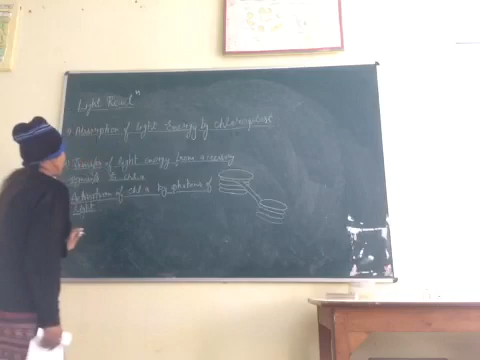 Light React"
Absorption of light Energy by chloroplast
Transfer of light energy from accessory
pigments to chl a
Activation of chl a by photons of
light